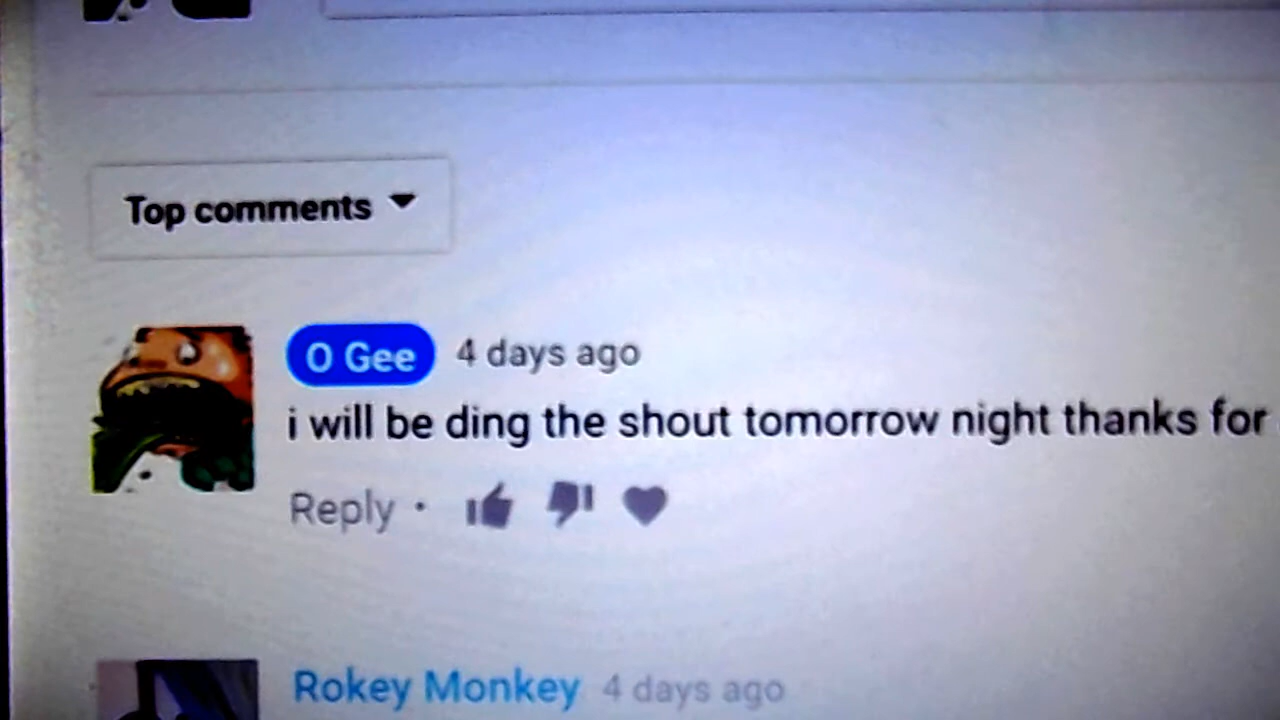 Top comments
O Gee 4 days ago
i will be ding the shout tomorrow night thanks for
Reply
Rokey Monkey 4 days ago